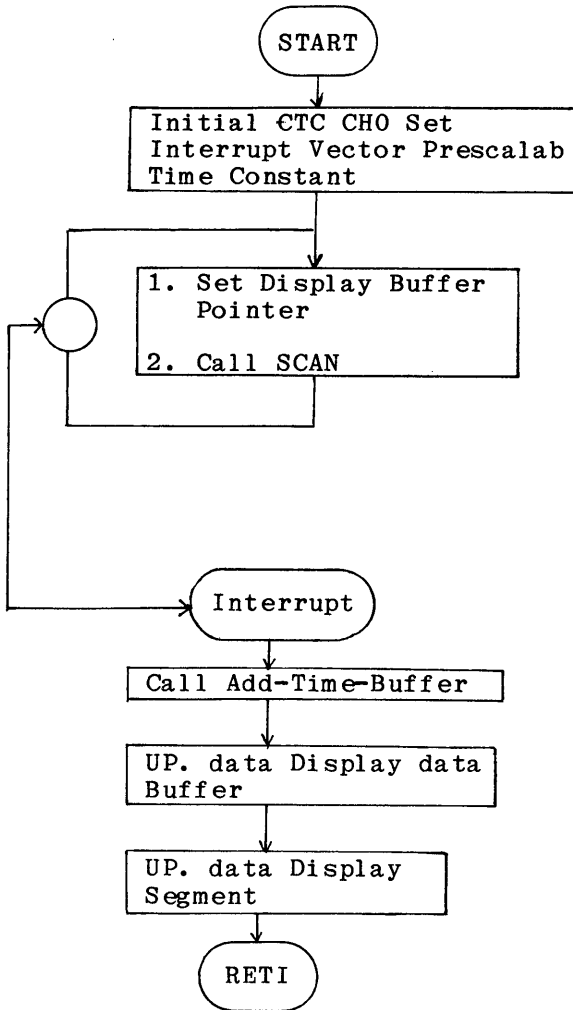 START
Initial CTC CHO Set
Interrupt Vector Prescalab
Time Constant
1. Set Display Buffer
Pointer
2. Call SCAN
Interrupt
Call Add-Time-Buffer
UP. data Display data
Buffer
UP. data Display
Segment
RETI